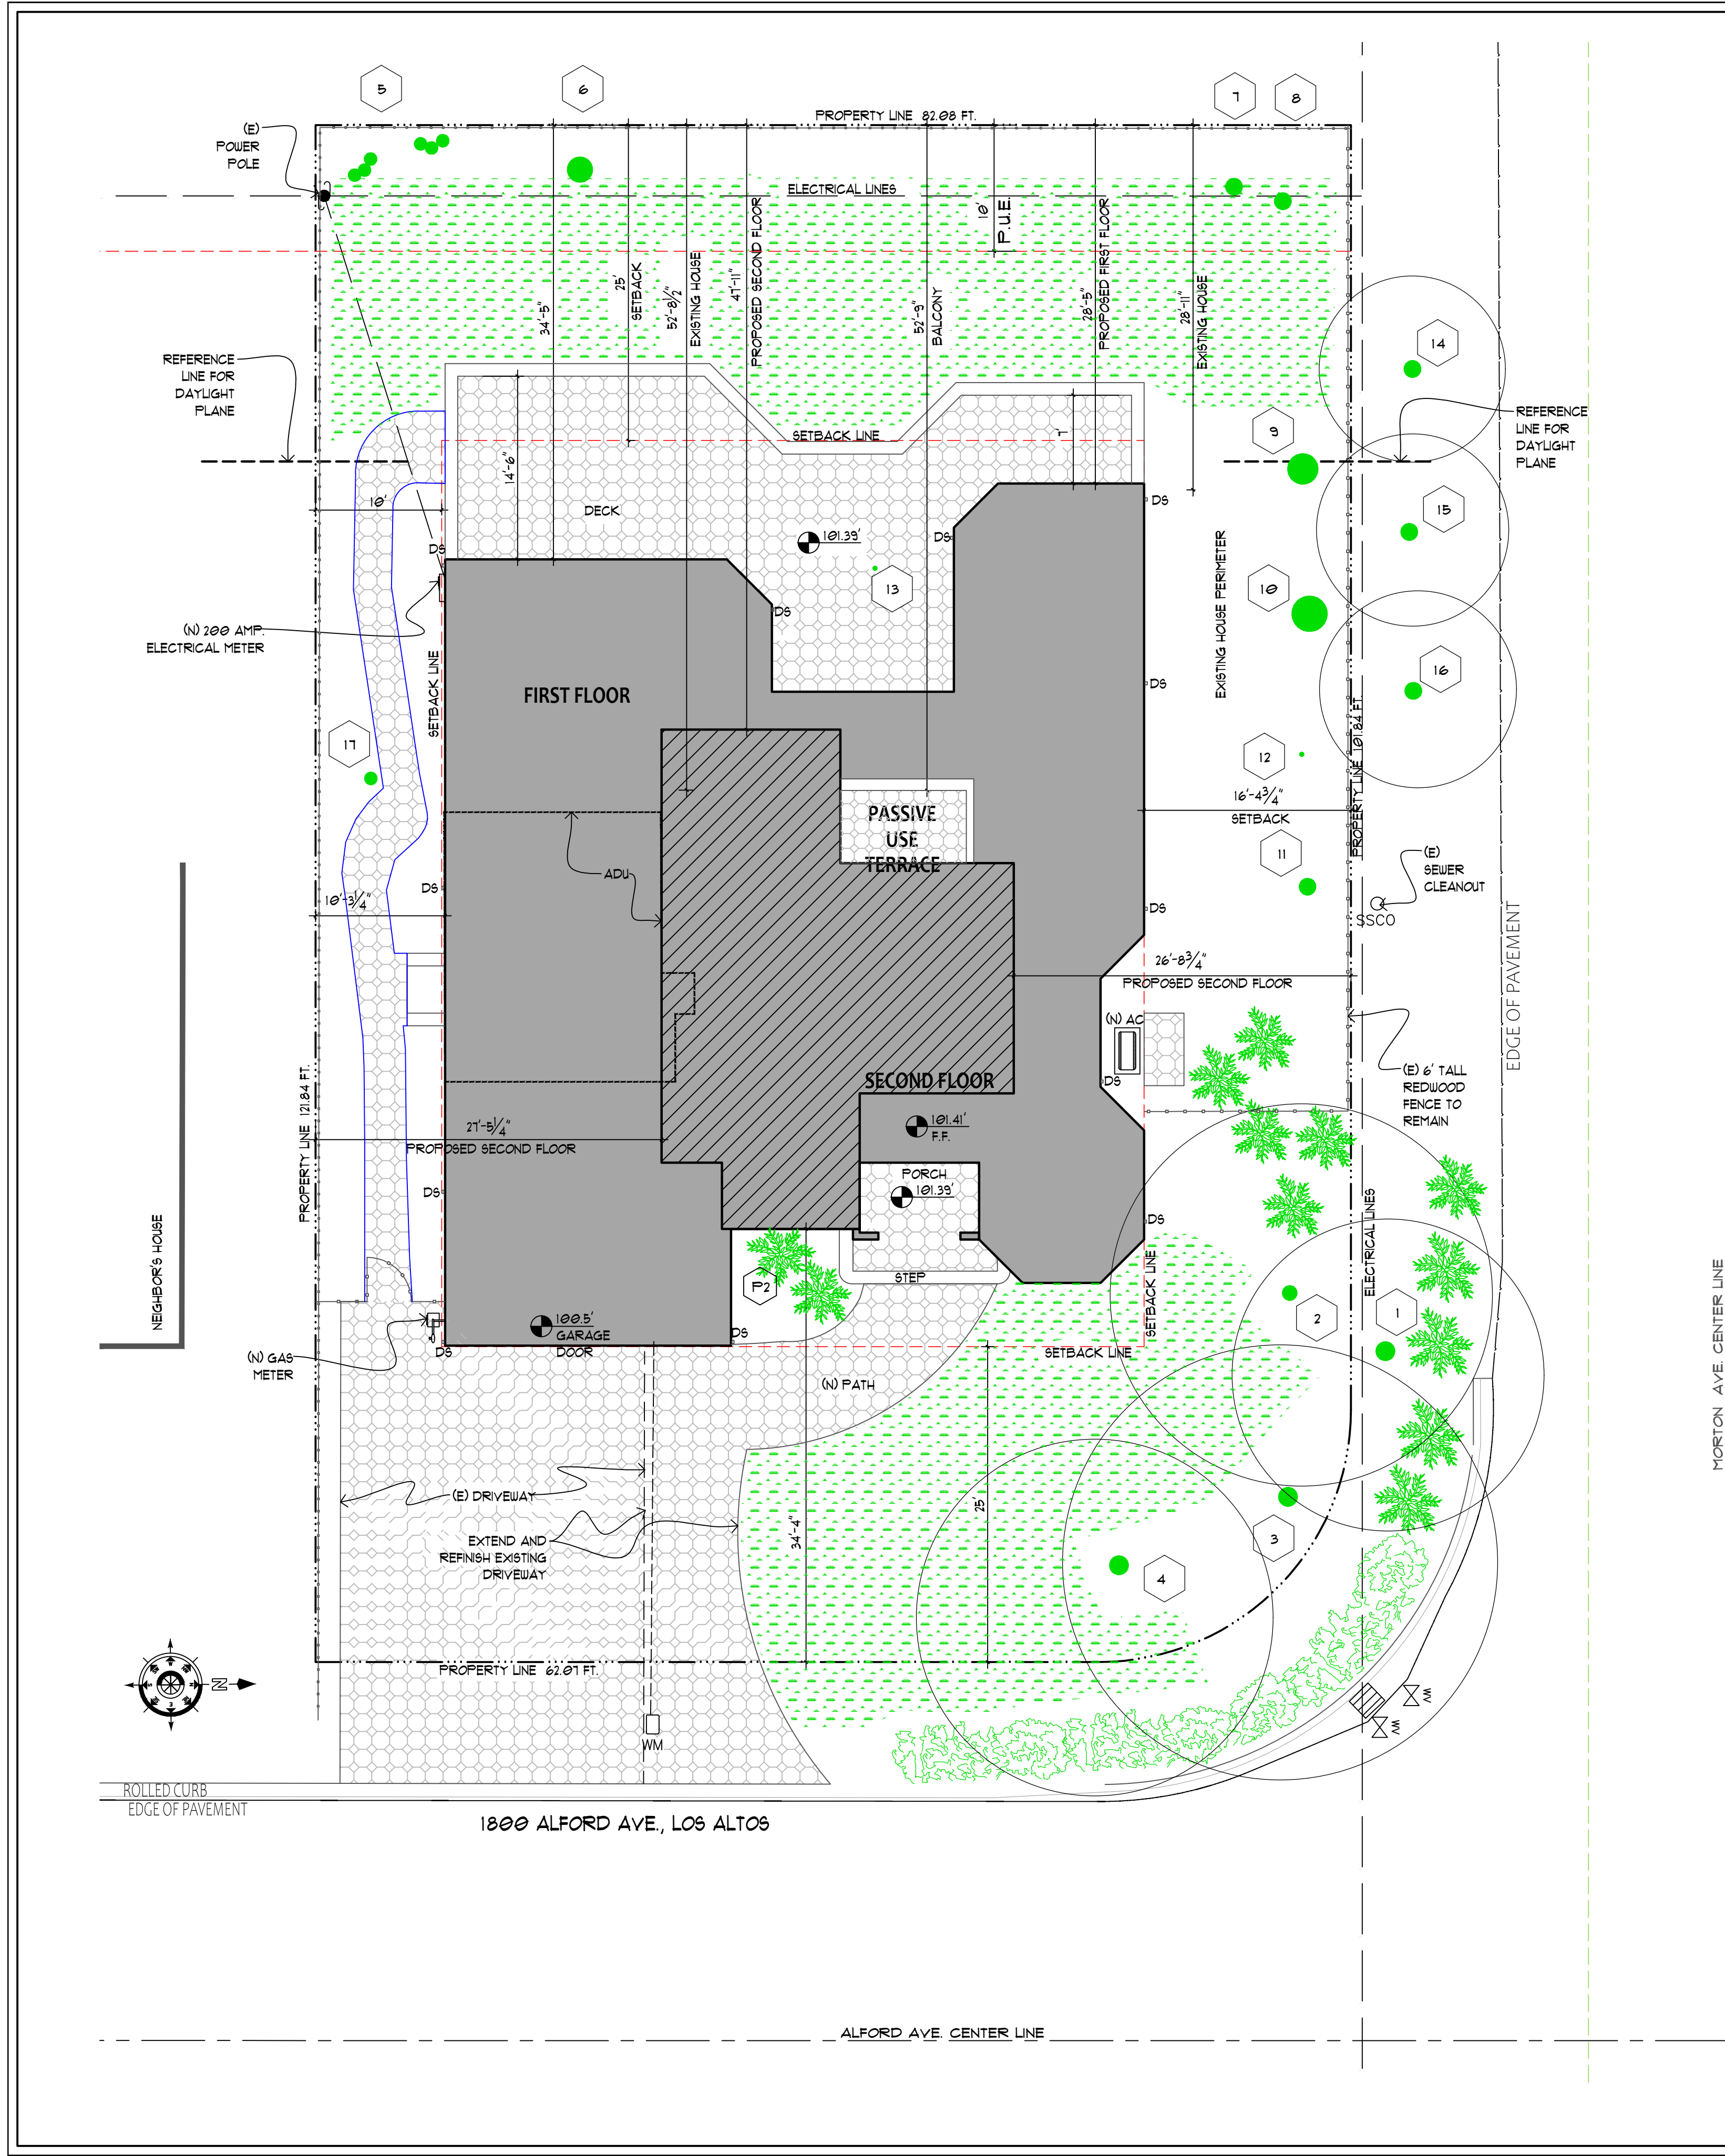 5
6
7
8
PROPERTY LINE 82.08 FT.
(E)
POWER
POLE
ELECTRICAL LINES
10'
P.U.E.
34'-5"
25'
SETBACK
52'-8 1/2"
EXISTING HOUSE
47'-11"
PROPOSED SECOND FLOOR
52'-9"
BALCONY
28'-5"
PROPOSED FIRST FLOOR
28'-11"
EXISTING HOUSE
14
REFERENCE
LINE FOR
DAYLIGHT
PLANE
REFERENCE
LINE FOR
DAYLIGHT
PLANE
9
SETBACK LINE
7'
14'-6"
10'
DECK
DS
DS
DS
101.39'
15
13
10
DS
EXISTING HOUSE PERIMETER
(N) 200 AMP.
ELECTRICAL METER
SETBACK LINE
FIRST FLOOR
DS
16
17
12
PROPERTY LINE 101.84 FT.
16'-4 3/4"
SETBACK
PASSIVE
USE
TERRACE
11
(E)
SEWER
CLEANOUT
ADU
DS
10'-3/4"
DS
SSCO
EDGE OF PAVEMENT
26'-8 3/4"
PROPOSED SECOND FLOOR
(N) AC
DS
SECOND FLOOR
(E) 6' TALL
REDWOOD
FENCE TO
REMAIN
PROPERTY LINE 121.84 FT.
27'-5 1/4"
PROPOSED SECOND FLOOR
101.41'
F.F.
PORCH
101.39'
DS
DS
ELECTRICAL LINES
NEIGHBOR'S HOUSE
P2
STEP
SETBACK LINE
2
1
100.5'
GARAGE
DOOR
DS
DS
SETBACK LINE
(N) GAS
METER
(N) PATH
MORTON AVE. CENTER LINE
(E) DRIVEWAY
EXTEND AND
REFINISH EXISTING
DRIVEWAY
34'-4"
25'
3
4
PROPERTY LINE 62.07 FT.
N
E
WM
WV
WV
ROLLED CURB
EDGE OF PAVEMENT
1800 ALFORD AVE., LOS ALTOS
ALFORD AVE. CENTER LINE